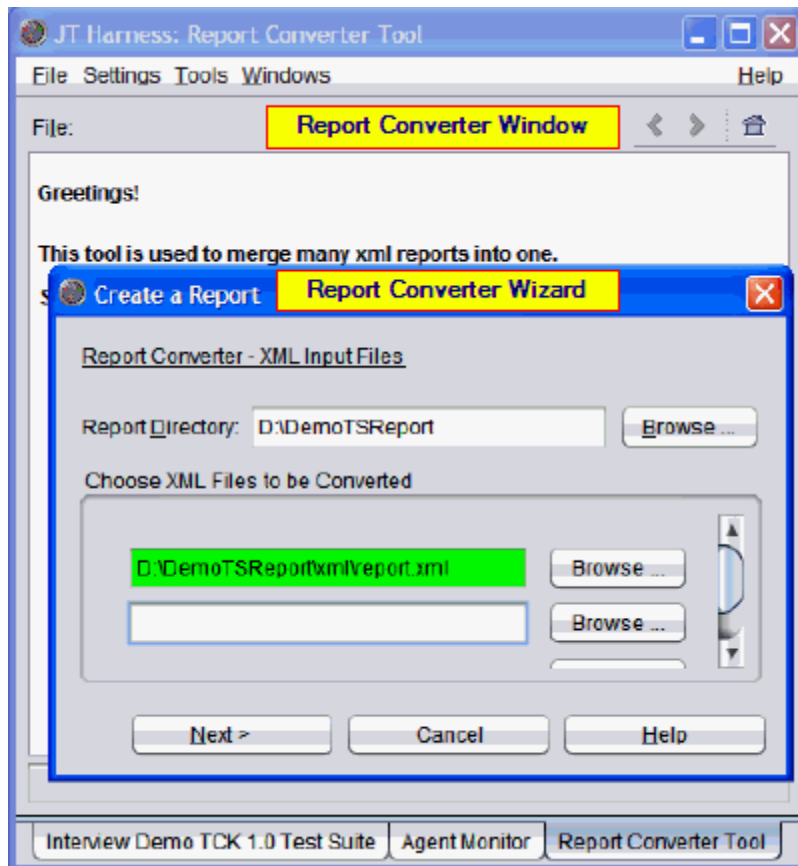 JT Harness: Report Converter Tool
File Settings Tools Windows Help
File: Report Converter Window
Greetings!
This tool is used to merge many xml reports into one.
S
Create a Report Report Converter Wizard
Report Converter - XML Input Files
Report Directory: D:\DemoTSReport Browse ...
Choose XML Files to be Converted
D:\DemoTSReport\xml\report.xml Browse ...
Browse ...
Next > Cancel Help
Interview Demo TCK 1.0 Test Suite Agent Monitor Report Converter Tool